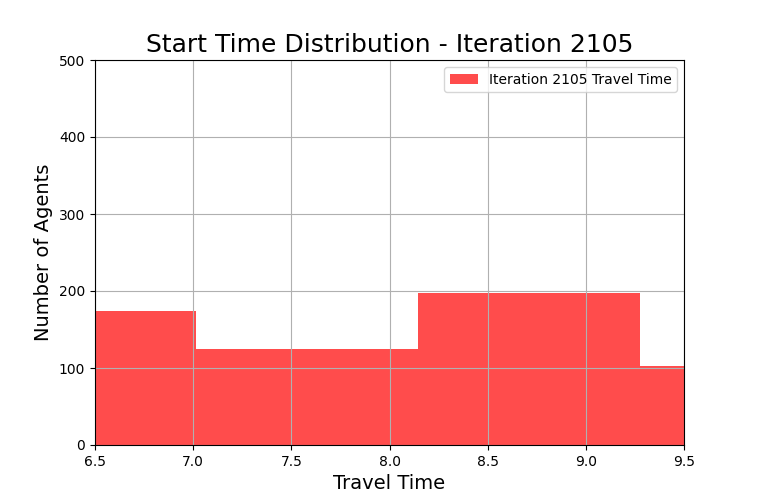 Start Time Distribution - Iteration 2105
Iteration 2105 Travel Time
Number of Agents
500
400
300
200
100
0
6.5 7.0 7.5 8.0 8.5 9.0 9.5
Travel Time